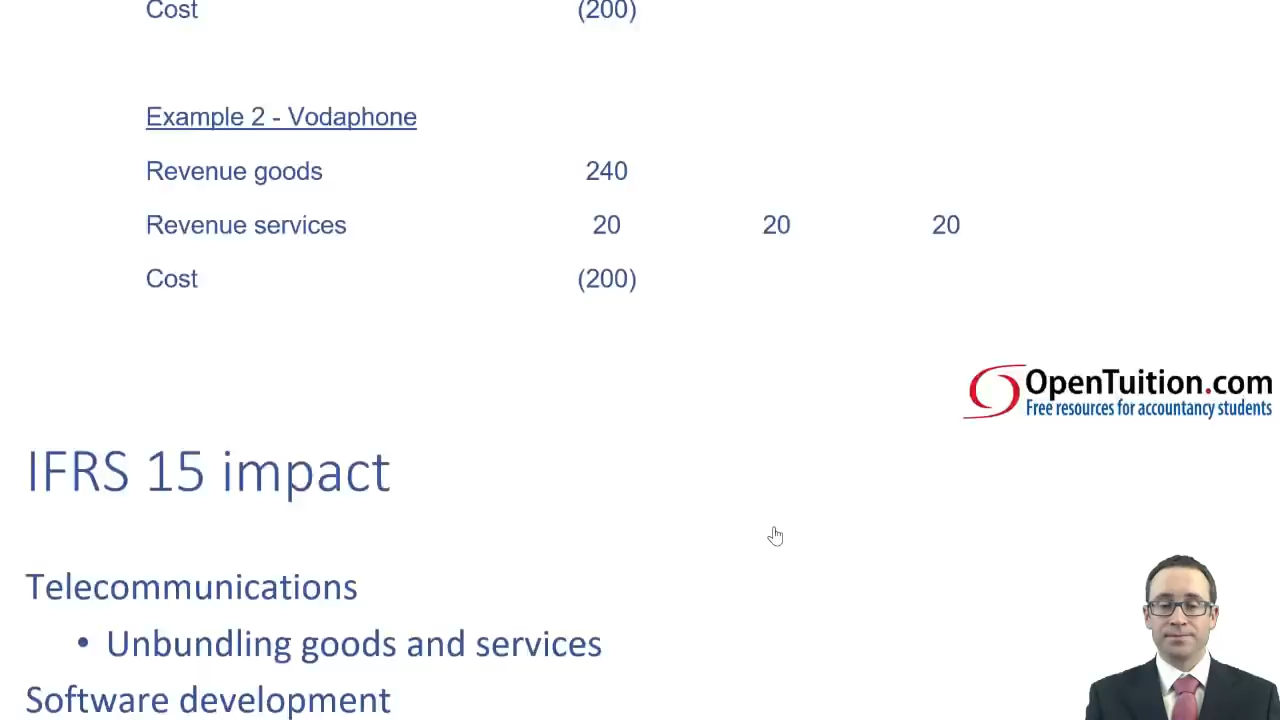 Cost (200)
Example 2 - Vodaphone
Revenue goods 240
Revenue services 20 20 20
Cost (200)
OpenTuition.com
Free resources for accountancy students
IFRS 15 impact
Telecommunications
• Unbundling goods and services
Software development